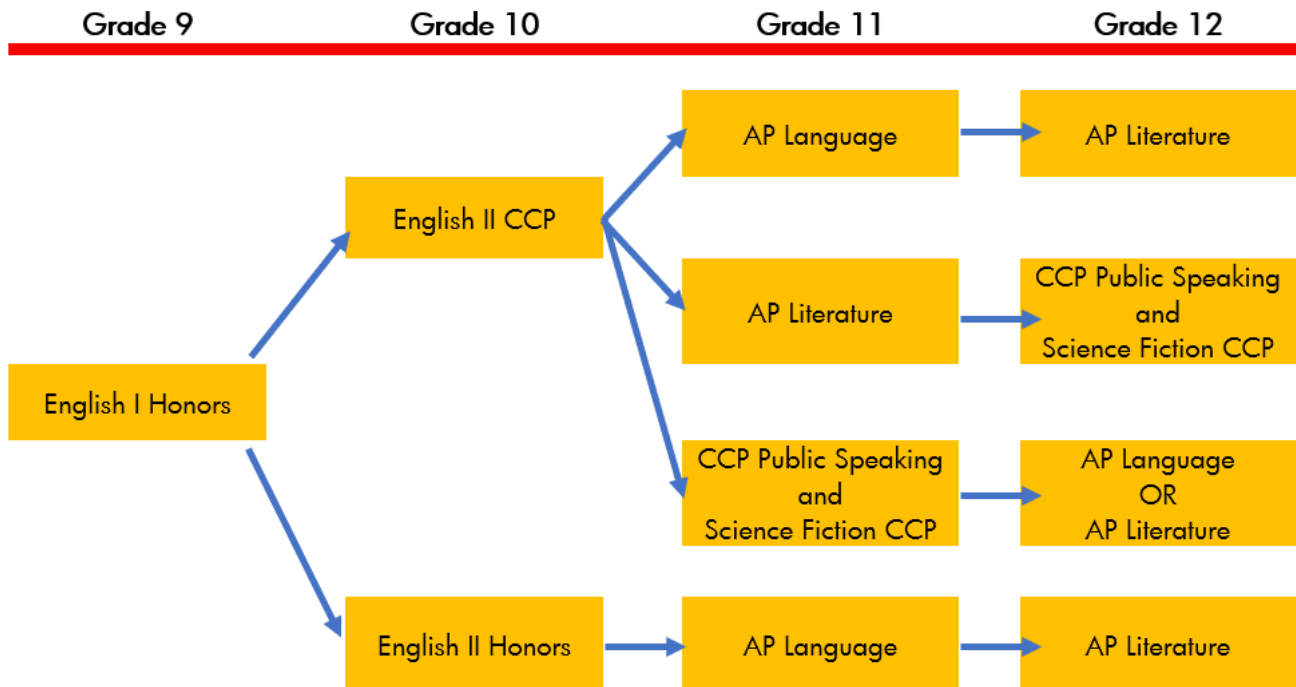 Grade 9
Grade 10
Grade 11
Grade 12
AP Language
AP Literature
English II CCP
AP Literature
CCP Public Speaking
and
Science Fiction CCP
English I Honors
CCP Public Speaking
and
Science Fiction CCP
AP Language
OR
AP Literature
English II Honors
AP Language
AP Literature